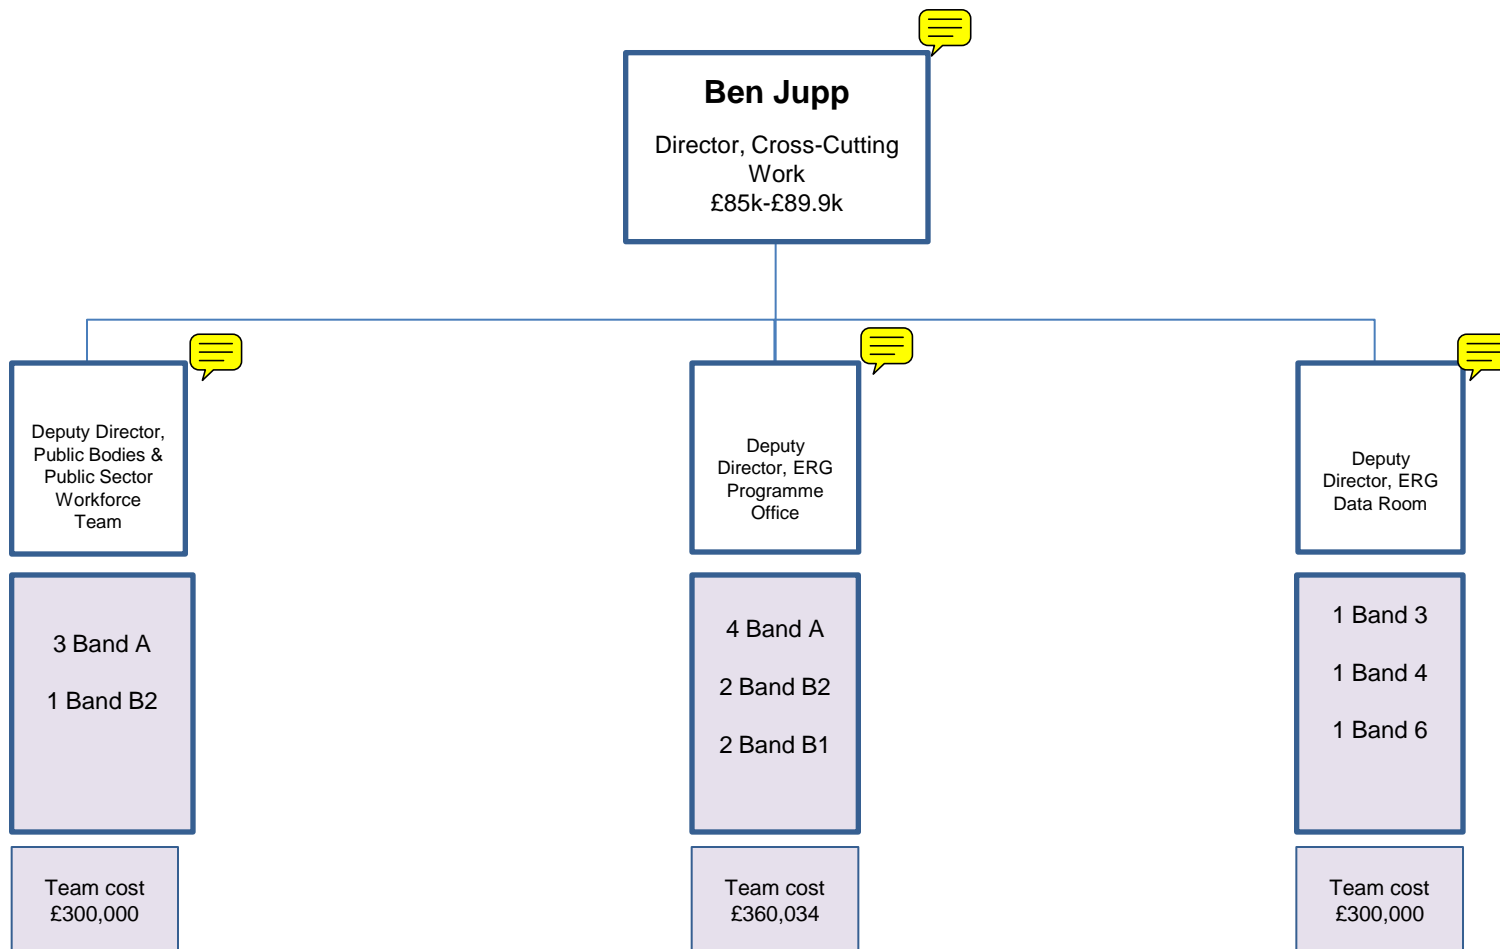 Ben Jupp
Director, Cross-Cutting
Work
£85k-£89.9k
Deputy Director,
Public Bodies &
Public Sector
Workforce
Team
Deputy
Director, ERG
Programme
Office
Deputy
Director, ERG
Data Room
3 Band A
1 Band B2
4 Band A
2 Band B2
2 Band B1
1 Band 3
1 Band 4
1 Band 6
Team cost
£300,000
Team cost
£360,034
Team cost
£300,000